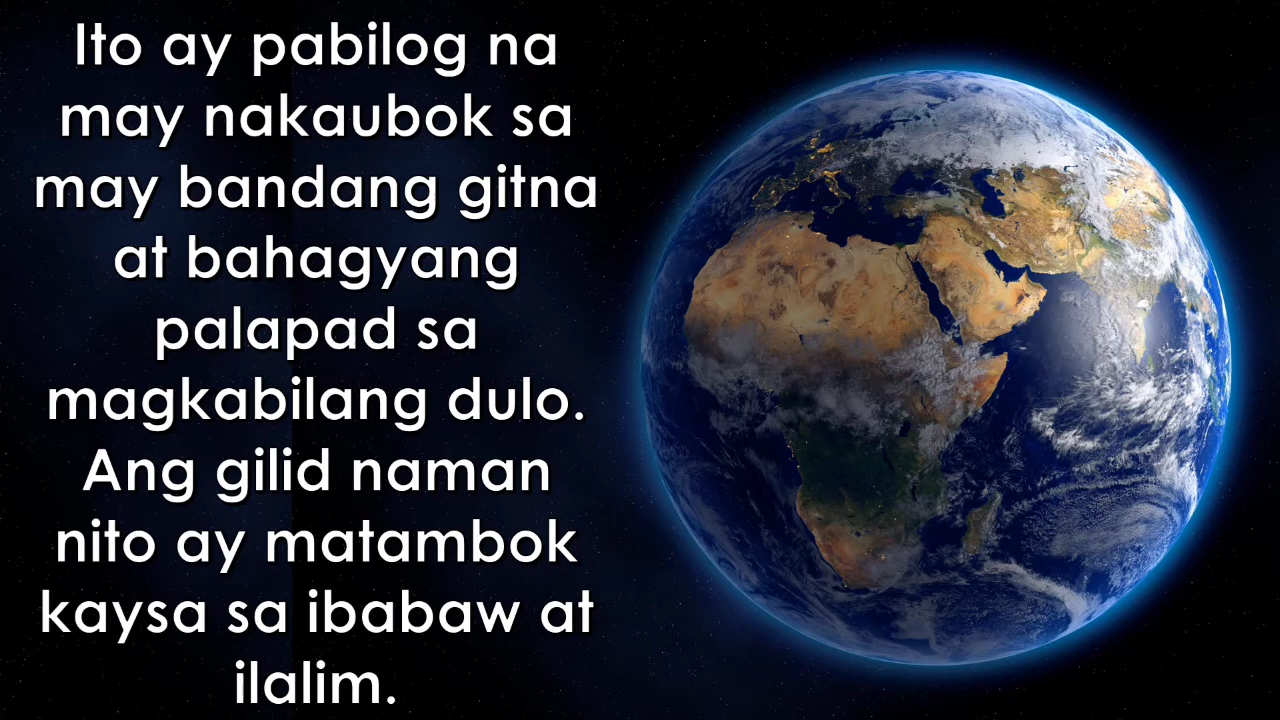 Ito ay pabilog na
may nakaubok sa
may bandang gitna
at bahagyang
palapad sa
magkabilang dulo.
Ang gilid naman
nito ay matambok
kaysa sa ibabaw at
ilalim.